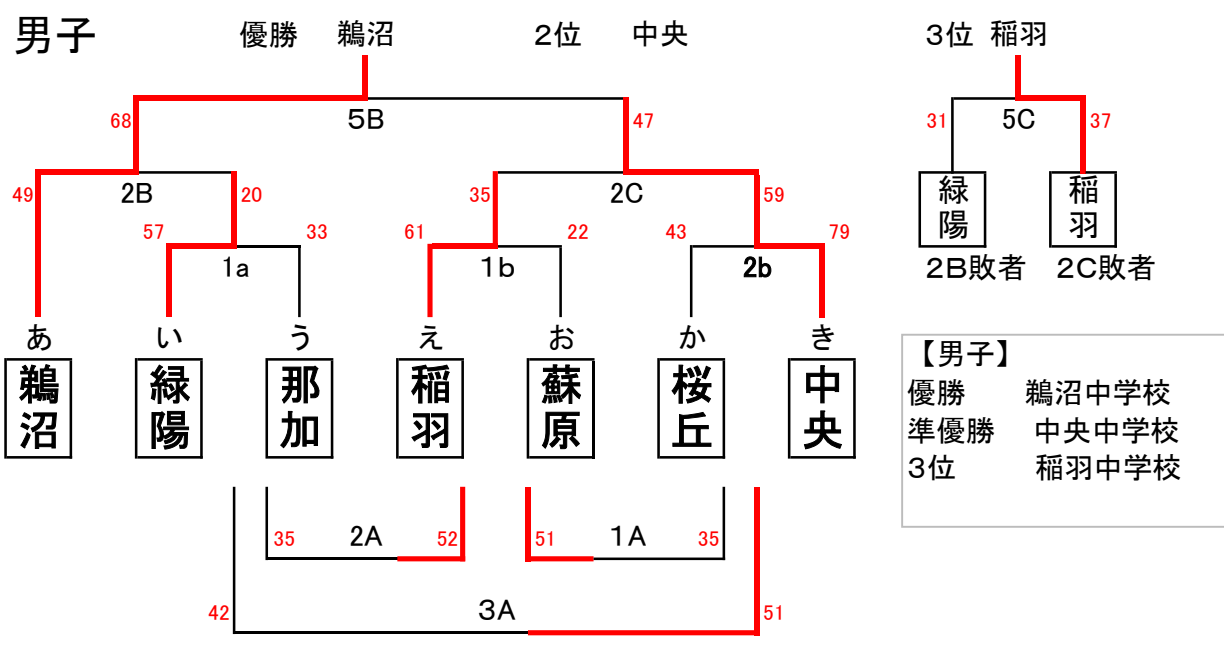 男子
優勝 鵜沼
2位 中央
3位 稲羽
68 5B 47
31 5C 37
49 2B 20
35 2C 59
緑陽
稲羽
57 33
61 22
43 79
1a
1b
2b
2B敗者 2C敗者
あ い う え お か き
鵜沼
緑陽
那加
稲羽
蘇原
桜丘
中央
【男子】
優勝 鵜沼中学校
準優勝 中央中学校
3位 稲羽中学校
35 2A 52
51 1A 35
42 3A 51